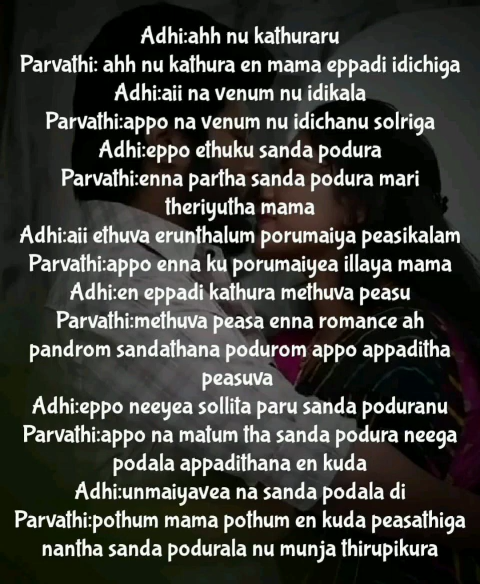 Adhi:ahh nu kathuraru
Parvathi: ahh nu kathura en mama eppadi idichiga
Adhi:aii na venum nu idikala
Parvathi:appo na venum nu idichanu solriga
Adhi:eppo ethuku sanda podura
Parvathi:enna partha sanda podura mari
theriyutha mama
Adhi:aii ethuva erunthalum porumaiya peasikalam
Parvathi:appo enna ku porumaiyea illaya mama
Adhi:en eppadi kathura methuva peasu
Parvathi:methuva peasa enna romance ah
pandrom sandathana podurom appo appaditha
peasuva
Adhi:eppo neeyea sollita paru sanda poduranu
Parvathi:appo na matum tha sanda podura neega
podala appadithana en kuda
Adhi:unmaiyavea na sanda podala di
Parvathi:pothum mama pothum en kuda peasathiga
nantha sanda podurala nu munja thirupikura